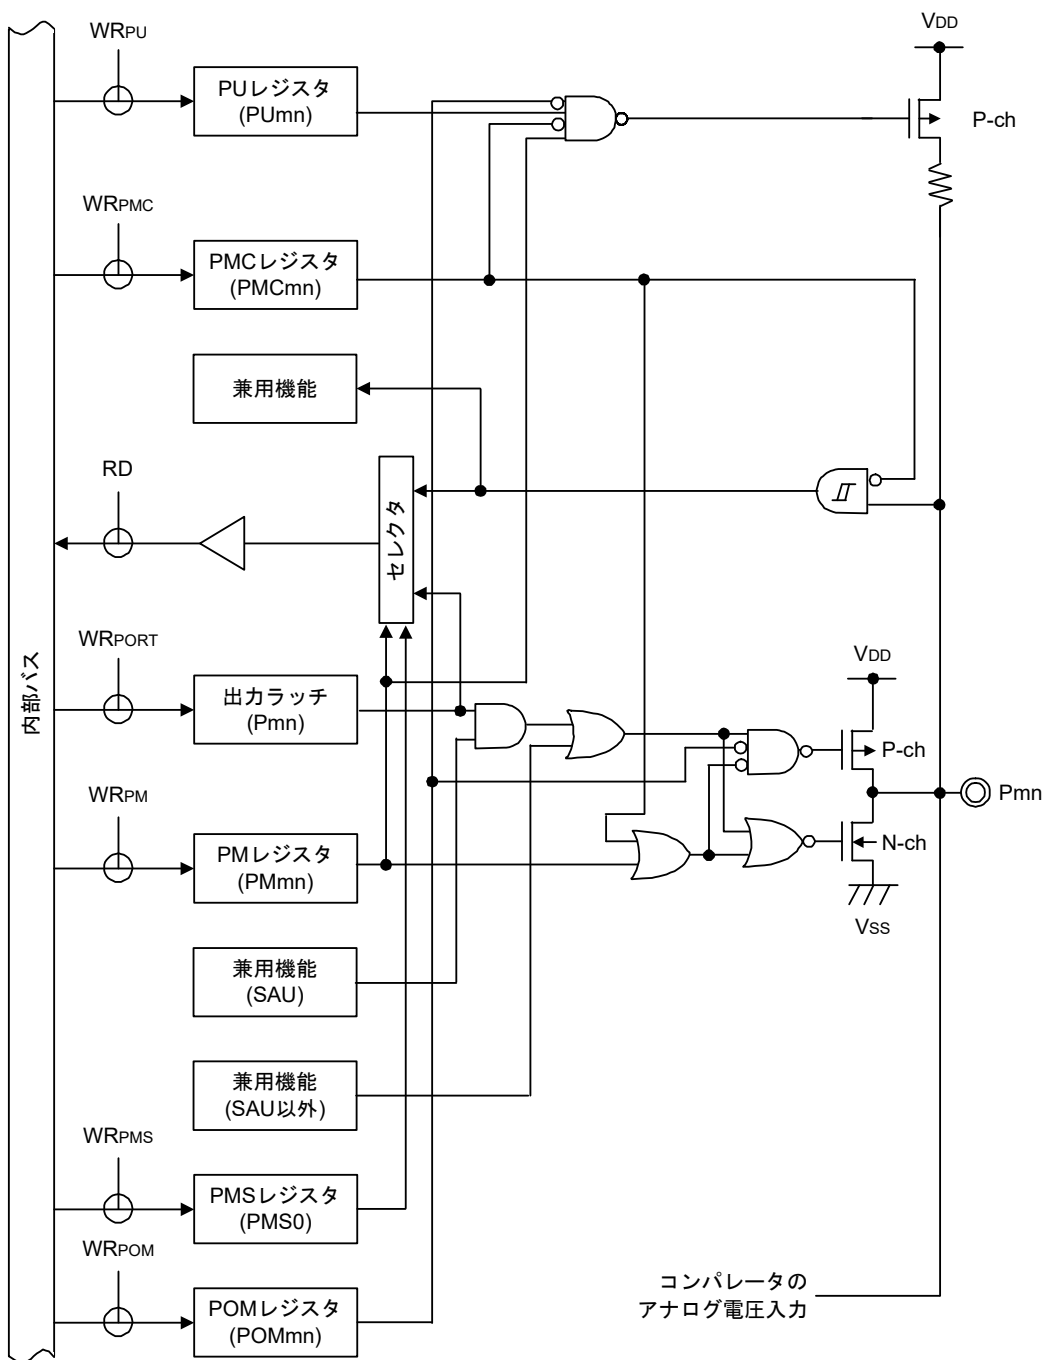 WRPU
VDD
PUレジスタ
(PUmn)
P-ch
WRPMC
PMCレジスタ
(PMCmn)
兼用機能
RD
セレクタ
内部バス
WRPORT
出力ラッチ
(Pmn)
VDD
P-ch
WRPM
Pmn
PMレジスタ
(PMmn)
N-ch
VSS
兼用機能
(SAU)
兼用機能
(SAU以外)
WRPMS
PMSレジスタ
(PMS0)
WRPOM
POMレジスタ
(POMmn)
コンパレータの
アナログ電圧入力